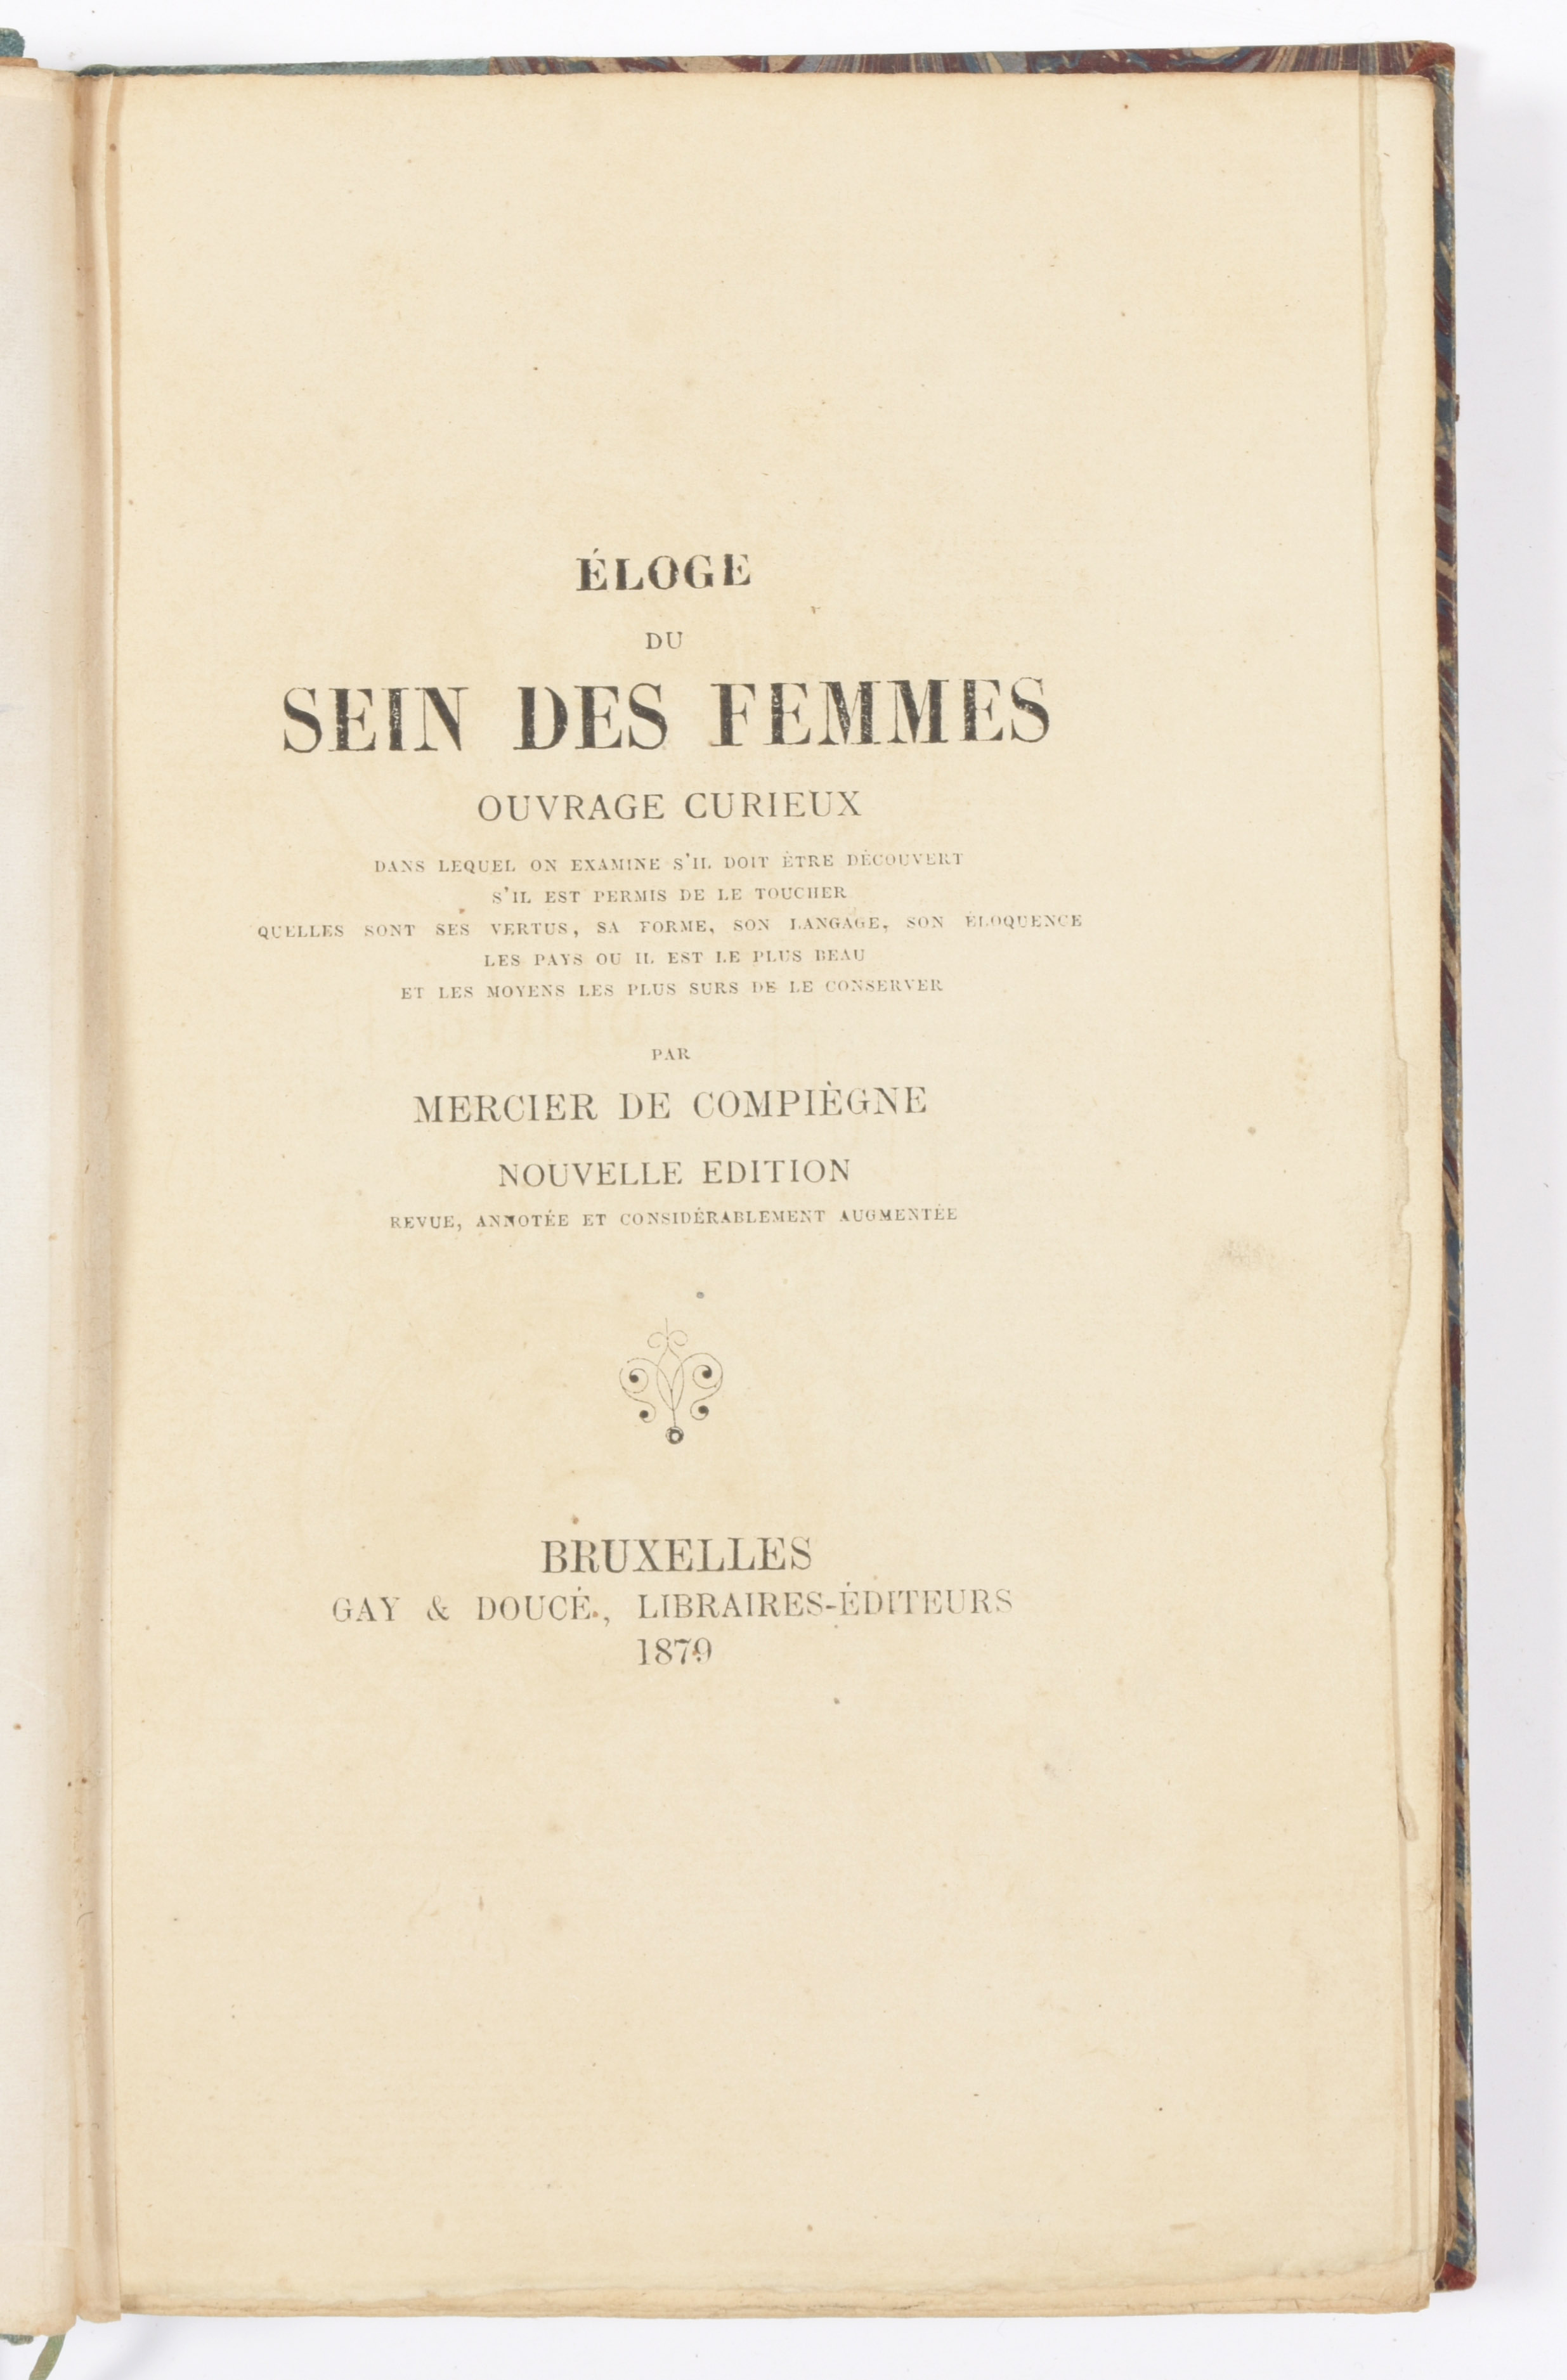 ÉLOGE
DU
SEIN DES FEMMES
OUVRAGE CURIEUX
DANS LEQUEL ON EXAMINE S'IL DOIT ÊTRE DÉCOUVERT
S'IL EST PERMIS DE LE TOUCHER
QUELLES SONT SES VERTUS, SA FORME, SON LANGAGE, SON ÉLOQUENCE
LES PAYS OU IL EST LE PLUS BEAU
ET LES MOYENS LES PLUS SURS DE LE CONSERVER
PAR
MERCIER DE COMPIÈGNE
NOUVELLE EDITION
REVUE, ANNOTÉE ET CONSIDÉRABLEMENT AUGMENTÉE
BRUXELLES
GAY & DOUCÉ, LIBRAIRES-ÉDITEURS
1879